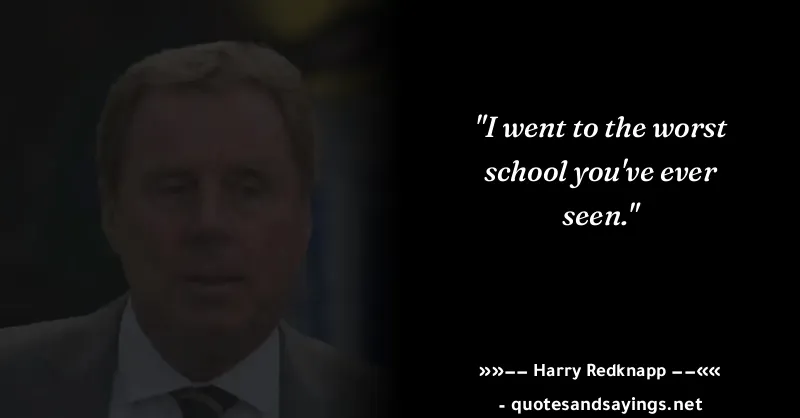 "I went to the worst
school you've ever
seen."
»»–– Harry Redknapp ––««
- quotesandsayings.net